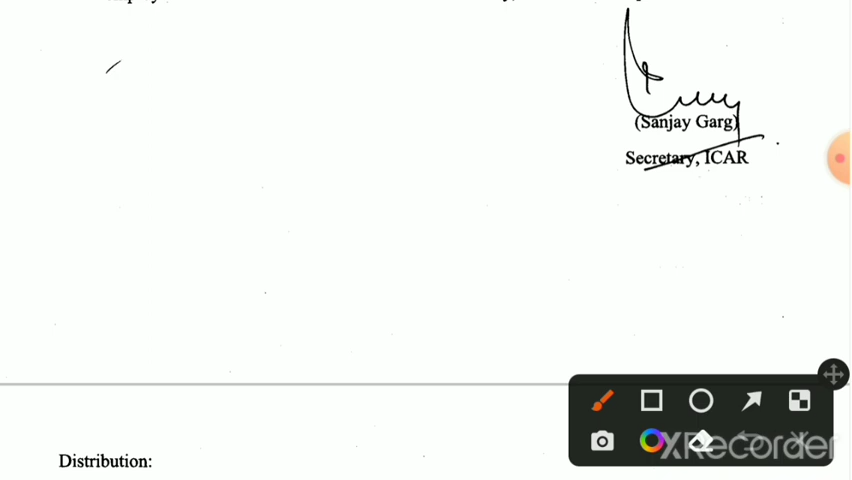 (Sanjay Garg)
Secretary, ICAR
Distribution:
XRecorder